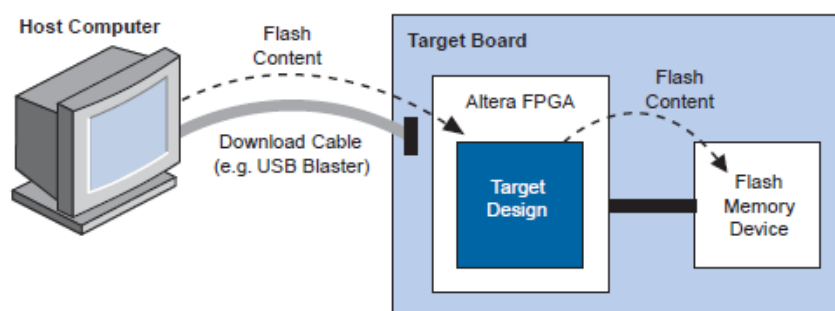 Host Computer
Flash
Content
Download Cable
(e.g. USB Blaster)
Target Board
Altera FPGA
Target
Design
Flash
Content
Flash
Memory
Device